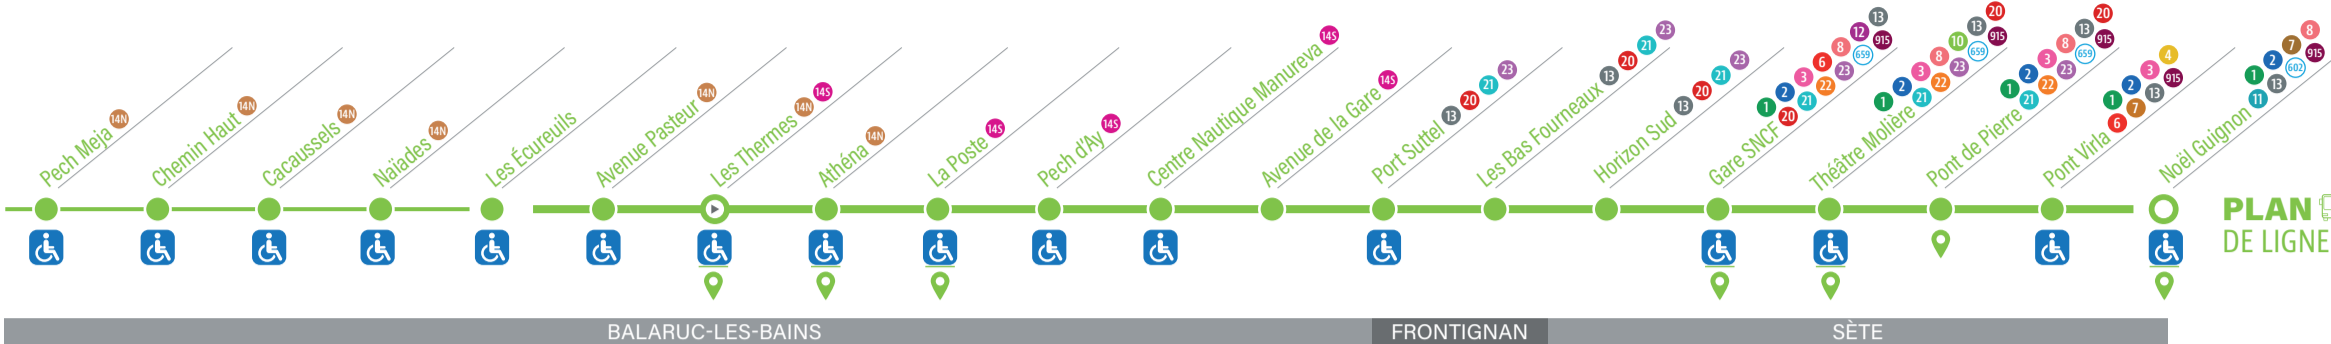 Pech Meja 14N
Chemin Haut 14N
Cacaussels 14N
Naïades 14N
Les Écureuils
Avenue Pasteur 14N
Les Thermes 14N 14S
Athéna 14N
La Poste 14S
Pech d'Ay 14S
Centre Nautique Manureva 14S
Avenue de la Gare 14S
Port Suttel 13 20 21 23
Les Bas Fourneaux 13 20 21 23
Horizon Sud 13 20 21 23
Gare SNCF 1 2 3 6 8 12 13
20 21 22 23 659 915
Théâtre Molière 1 2 3 8 10 13 20
21 22 23 659 915
Pont de Pierre 1 2 3 8 13 20
21 22 23 659 915
Pont Virla 1 2 3 4
6 7 13 915
Noël Guignon 1 2 7 8
11 13 602 915
PLAN
DE LIGNE
BALARUC-LES-BAINS
FRONTIGNAN
SÈTE